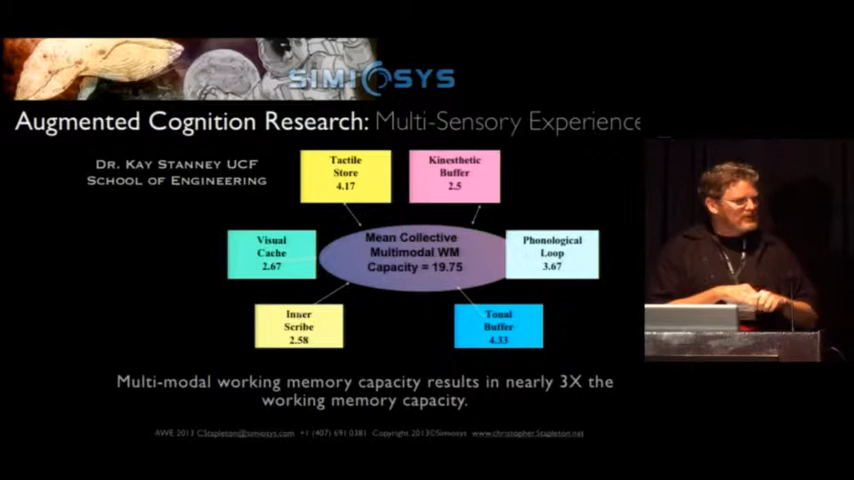 SIMIOSYS
Augmented Cognition Research: Multi-Sensory Experience
DR. KAY STANNEY UCF
SCHOOL OF ENGINEERING
Tactile
Store
4.17
Kinesthetic
Buffer
2.5
Visual
Cache
2.67
Mean Collective
Multimodal WM
Capacity = 19.75
Phonological
Loop
3.67
Inner
Scribe
2.58
Tonal
Buffer
4.33
Multi-modal working memory capacity results in nearly 3X the
working memory capacity.
AWE 2013 CStapleton@simiosys.com +1 (407) 691 0381 Copyright 2013©Simiosys www.christopher.Stapleton.net